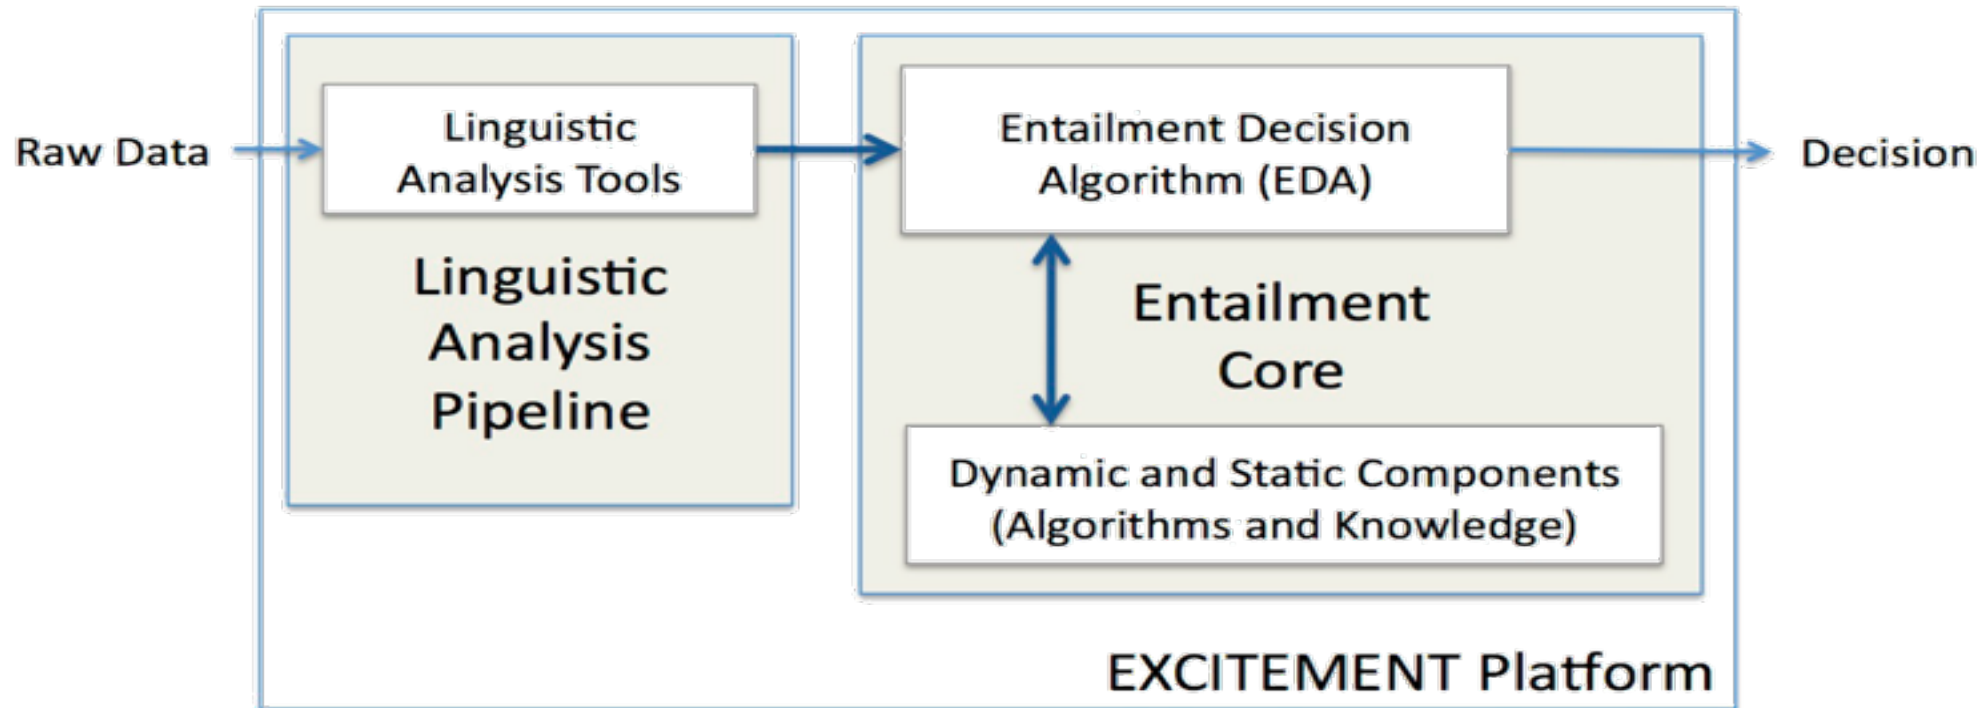 Raw Data
Linguistic
Analysis Tools
Linguistic
Analysis
Pipeline
Entailment Decision
Algorithm (EDA)
Entailment
Core
Dynamic and Static Components
(Algorithms and Knowledge)
Decision
EXCITEMENT Platform